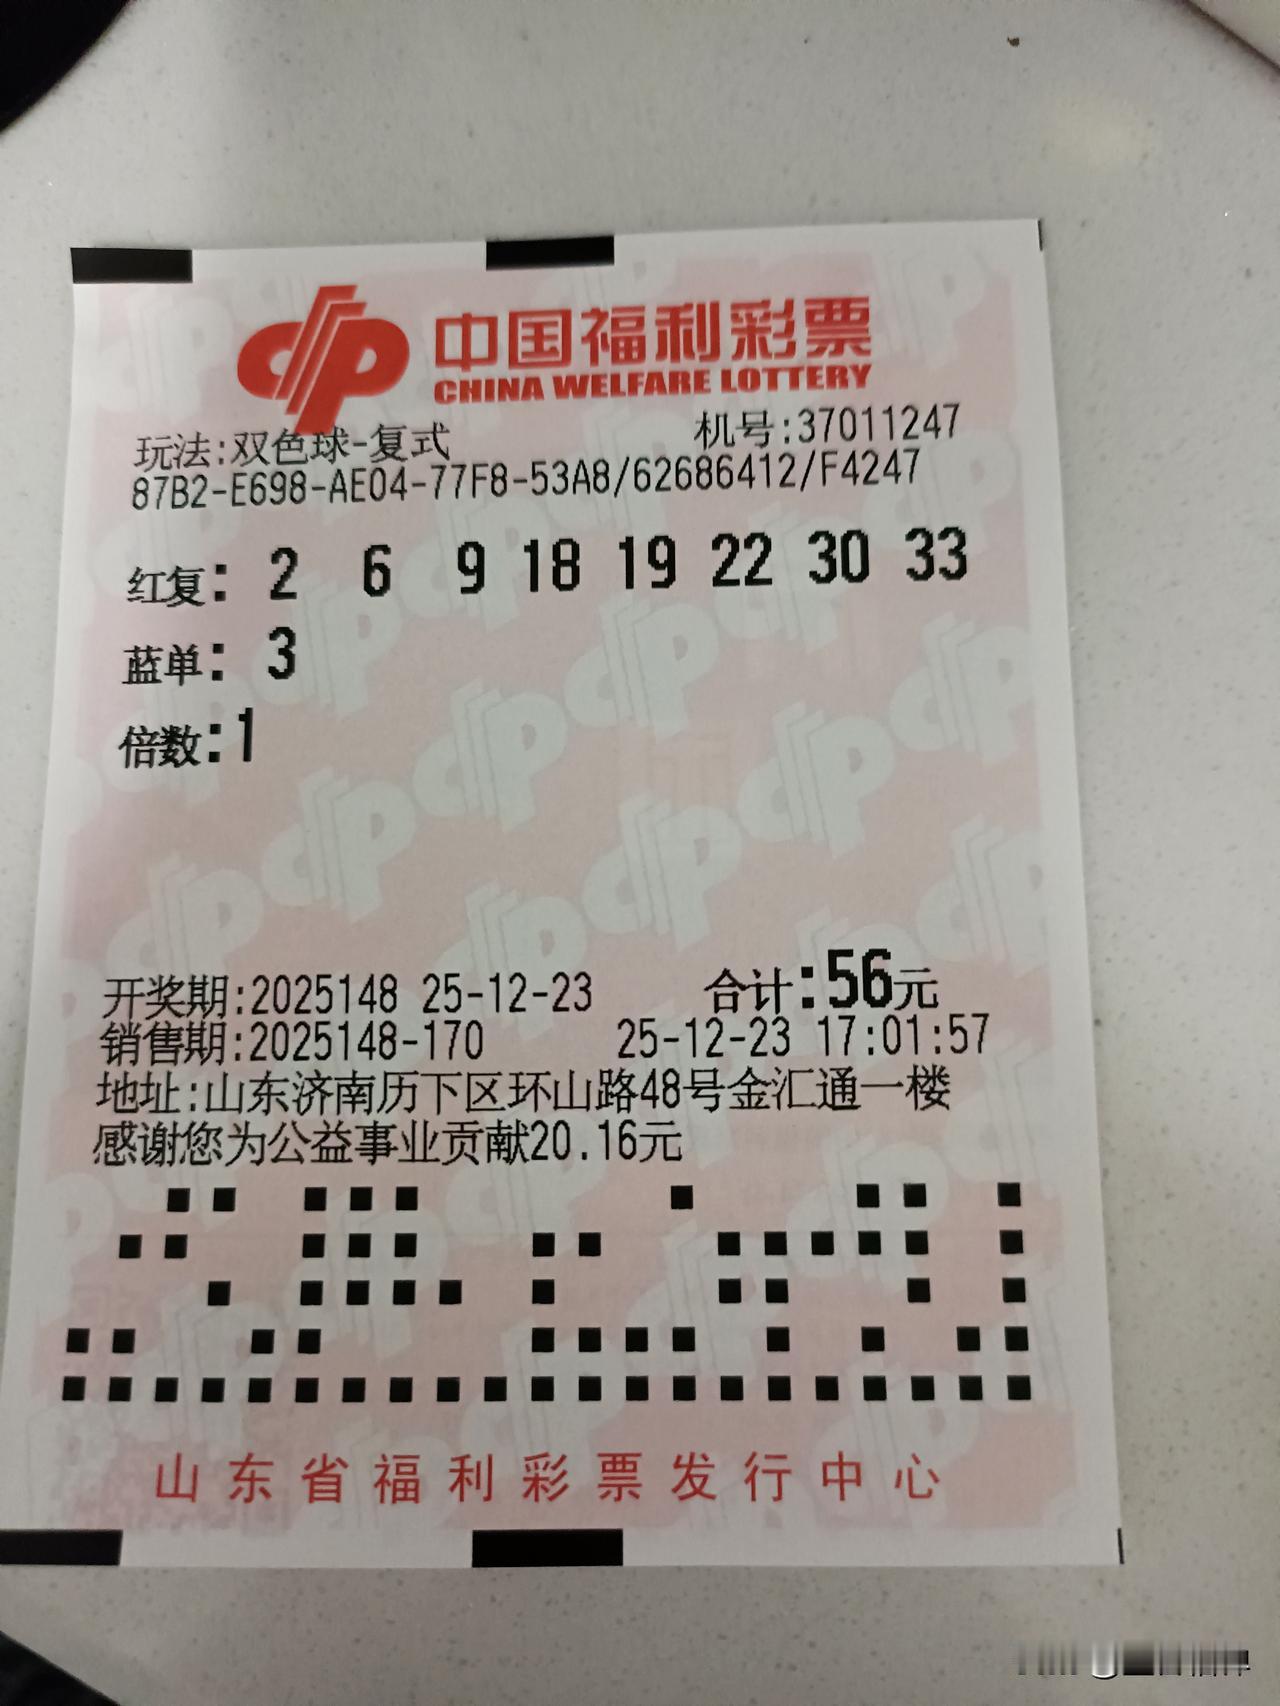 中国福利彩票
CHINA WELFARE LOTTERY
玩法:双色球-复式 机号:37011247
87B2-E698-AE04-77F8-53A8/62686412/F4247
红复: 2 6 9 18 19 22 30 33
蓝单: 3
倍数:1
开奖期:2025148 25-12-23 合计:56元
销售期:2025148-170 25-12-23 17:01:57
地址:山东济南历下区环山路48号金汇通一楼
感谢您为公益事业贡献20.16元
山东省福利彩票发行中心